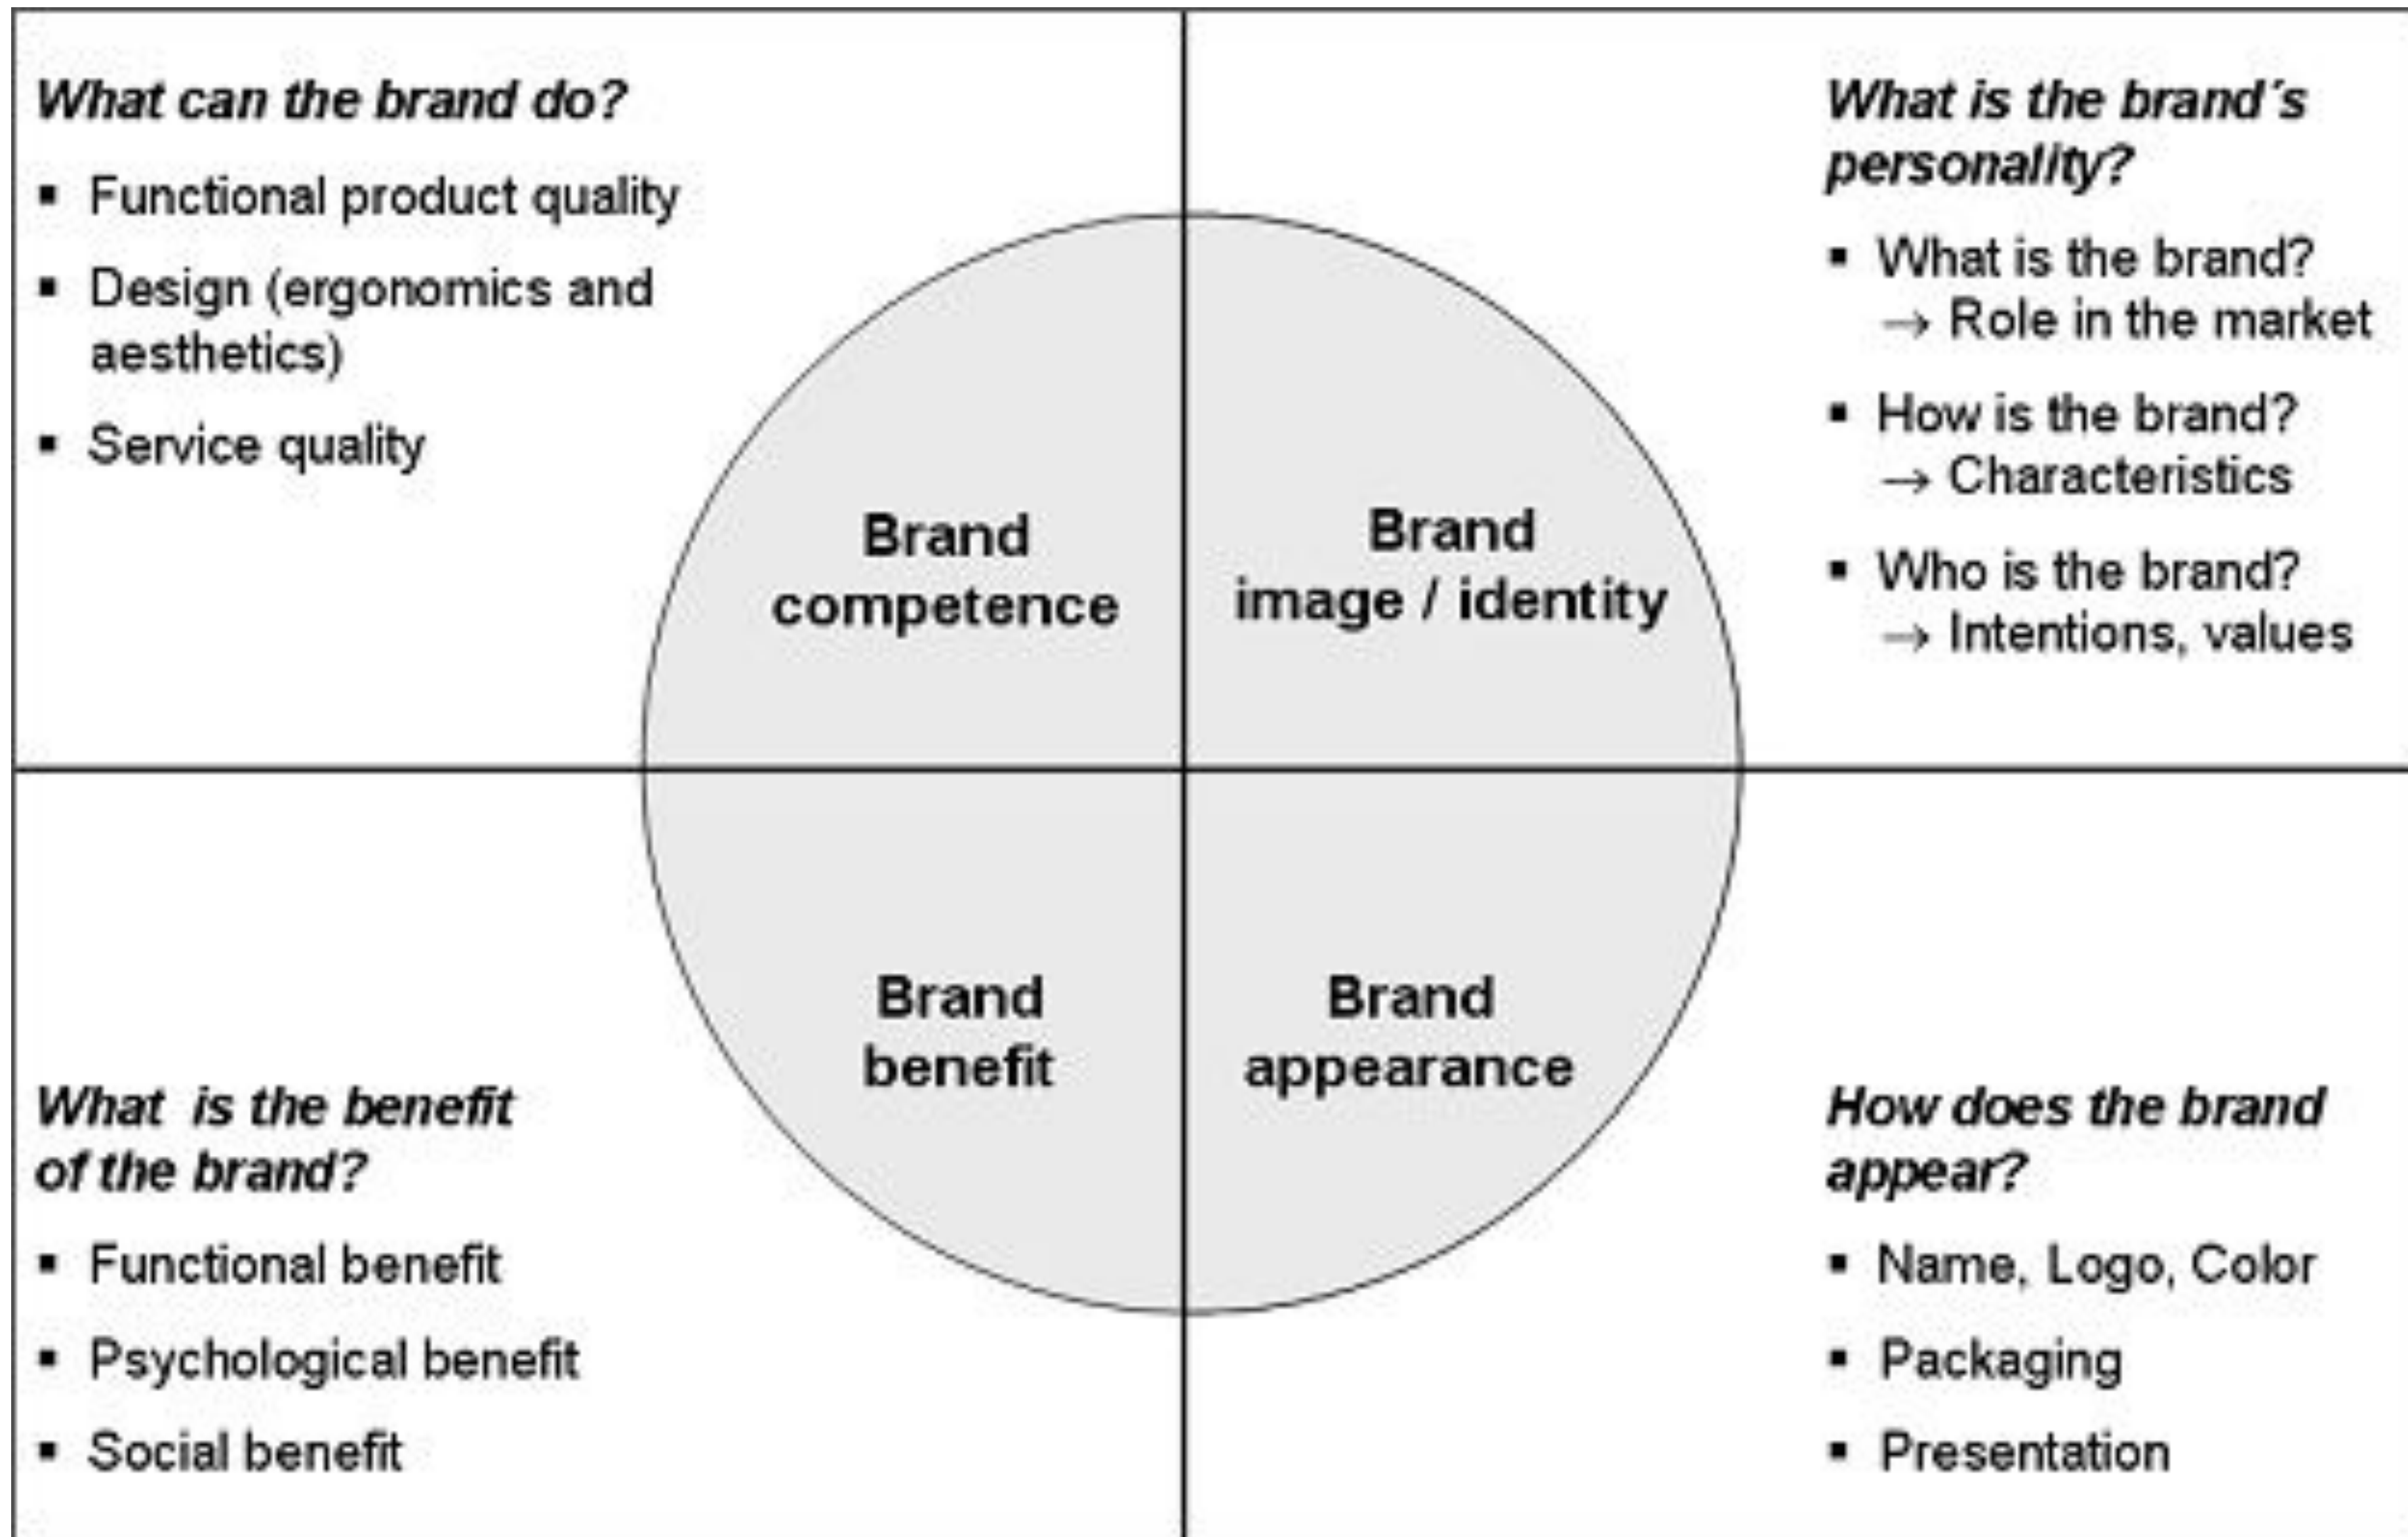 What can the brand do?
▪ Functional product quality
▪ Design (ergonomics and
aesthetics)
▪ Service quality
What is the brand´s
personality?
▪ What is the brand?
→ Role in the market
▪ How is the brand?
→ Characteristics
▪ Who is the brand?
→ Intentions, values
Brand
competence
Brand
image / identity
Brand
benefit
Brand
appearance
What is the benefit
of the brand?
▪ Functional benefit
▪ Psychological benefit
▪ Social benefit
How does the brand
appear?
▪ Name, Logo, Color
▪ Packaging
▪ Presentation